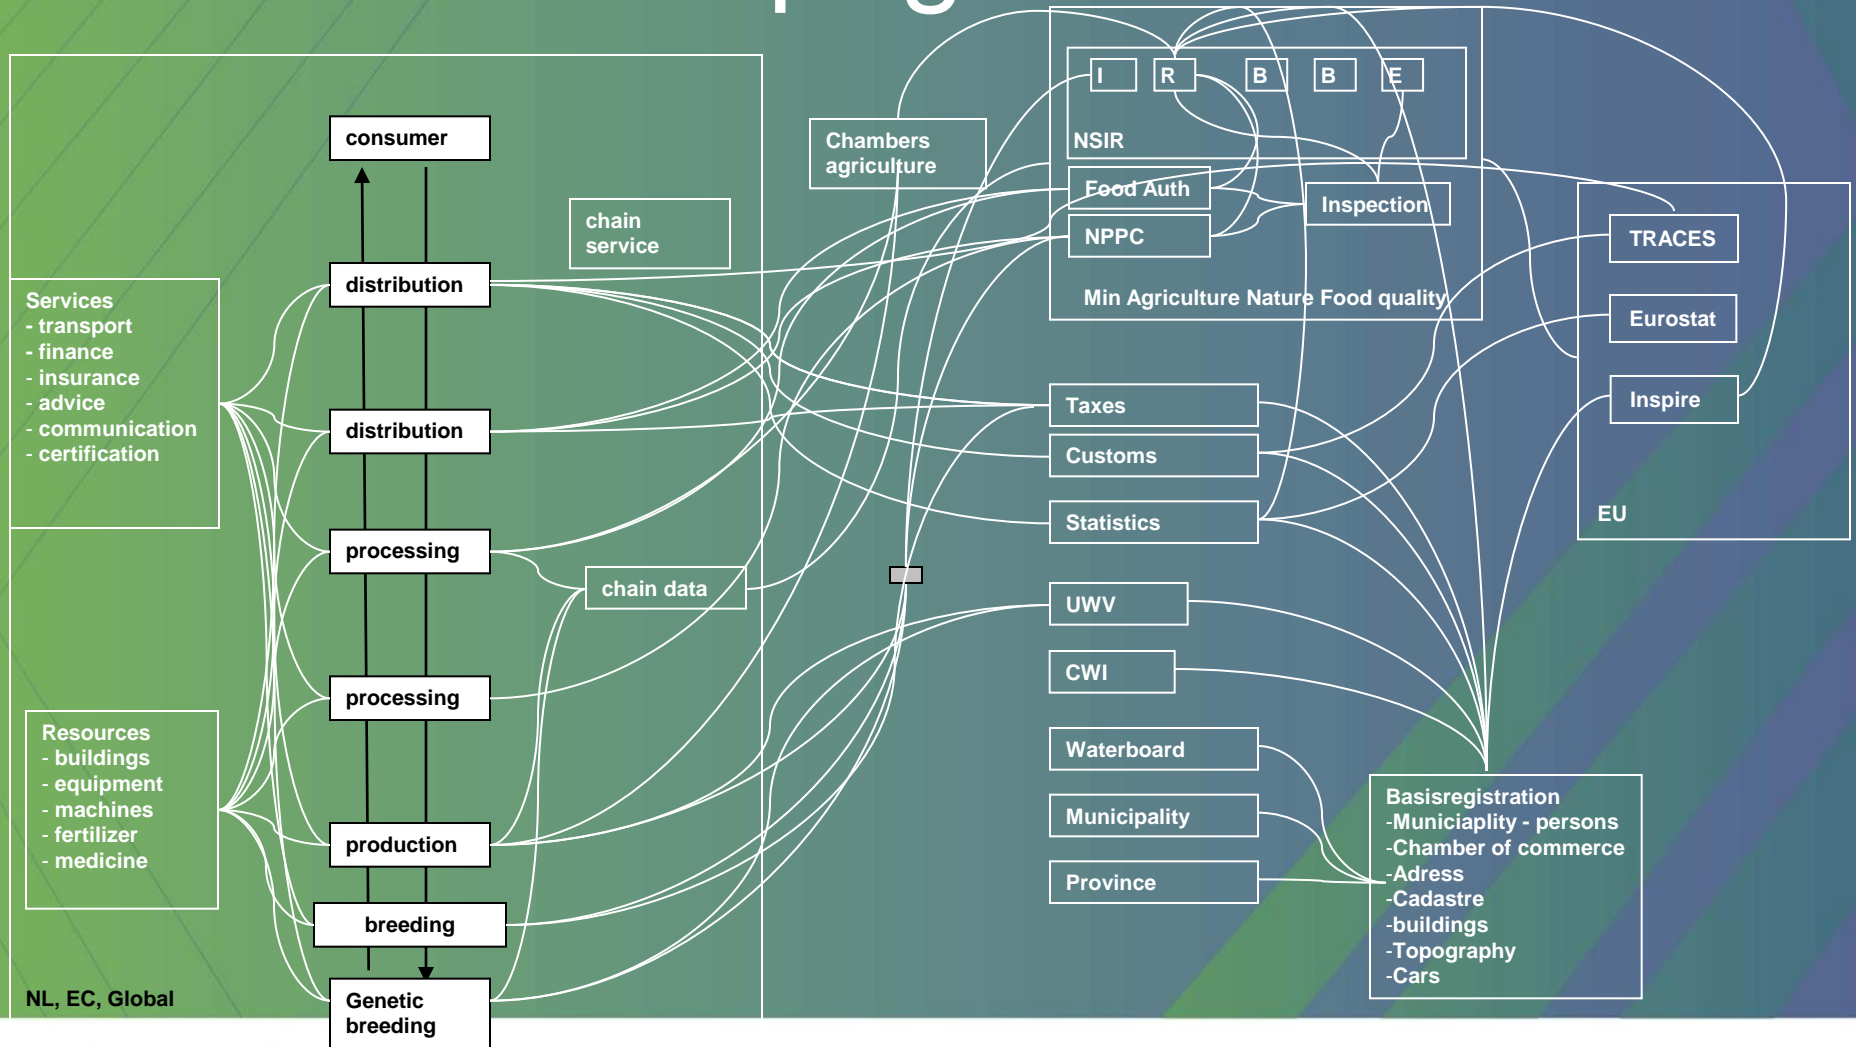 consumer
chain
service
distribution
Services
- transport
- finance
- insurance
- advice
- communication
- certification
distribution
processing
chain data
processing
Resources
- buildings
- equipment
- machines
- fertilizer
- medicine
production
breeding
Genetic
breeding
NL, EC, Global
Chambers
agriculture
I R B B E
NSIR
Food Auth
Inspection
NPPC
Min Agriculture Nature Food quality
TRACES
Eurostat
Inspire
EU
Taxes
Customs
Statistics
UWV
CWI
Waterboard
Municipality
Province
Basisregistration
-Municiaplity - persons
-Chamber of commerce
-Adress
-Cadastre
-buildings
-Topography
-Cars